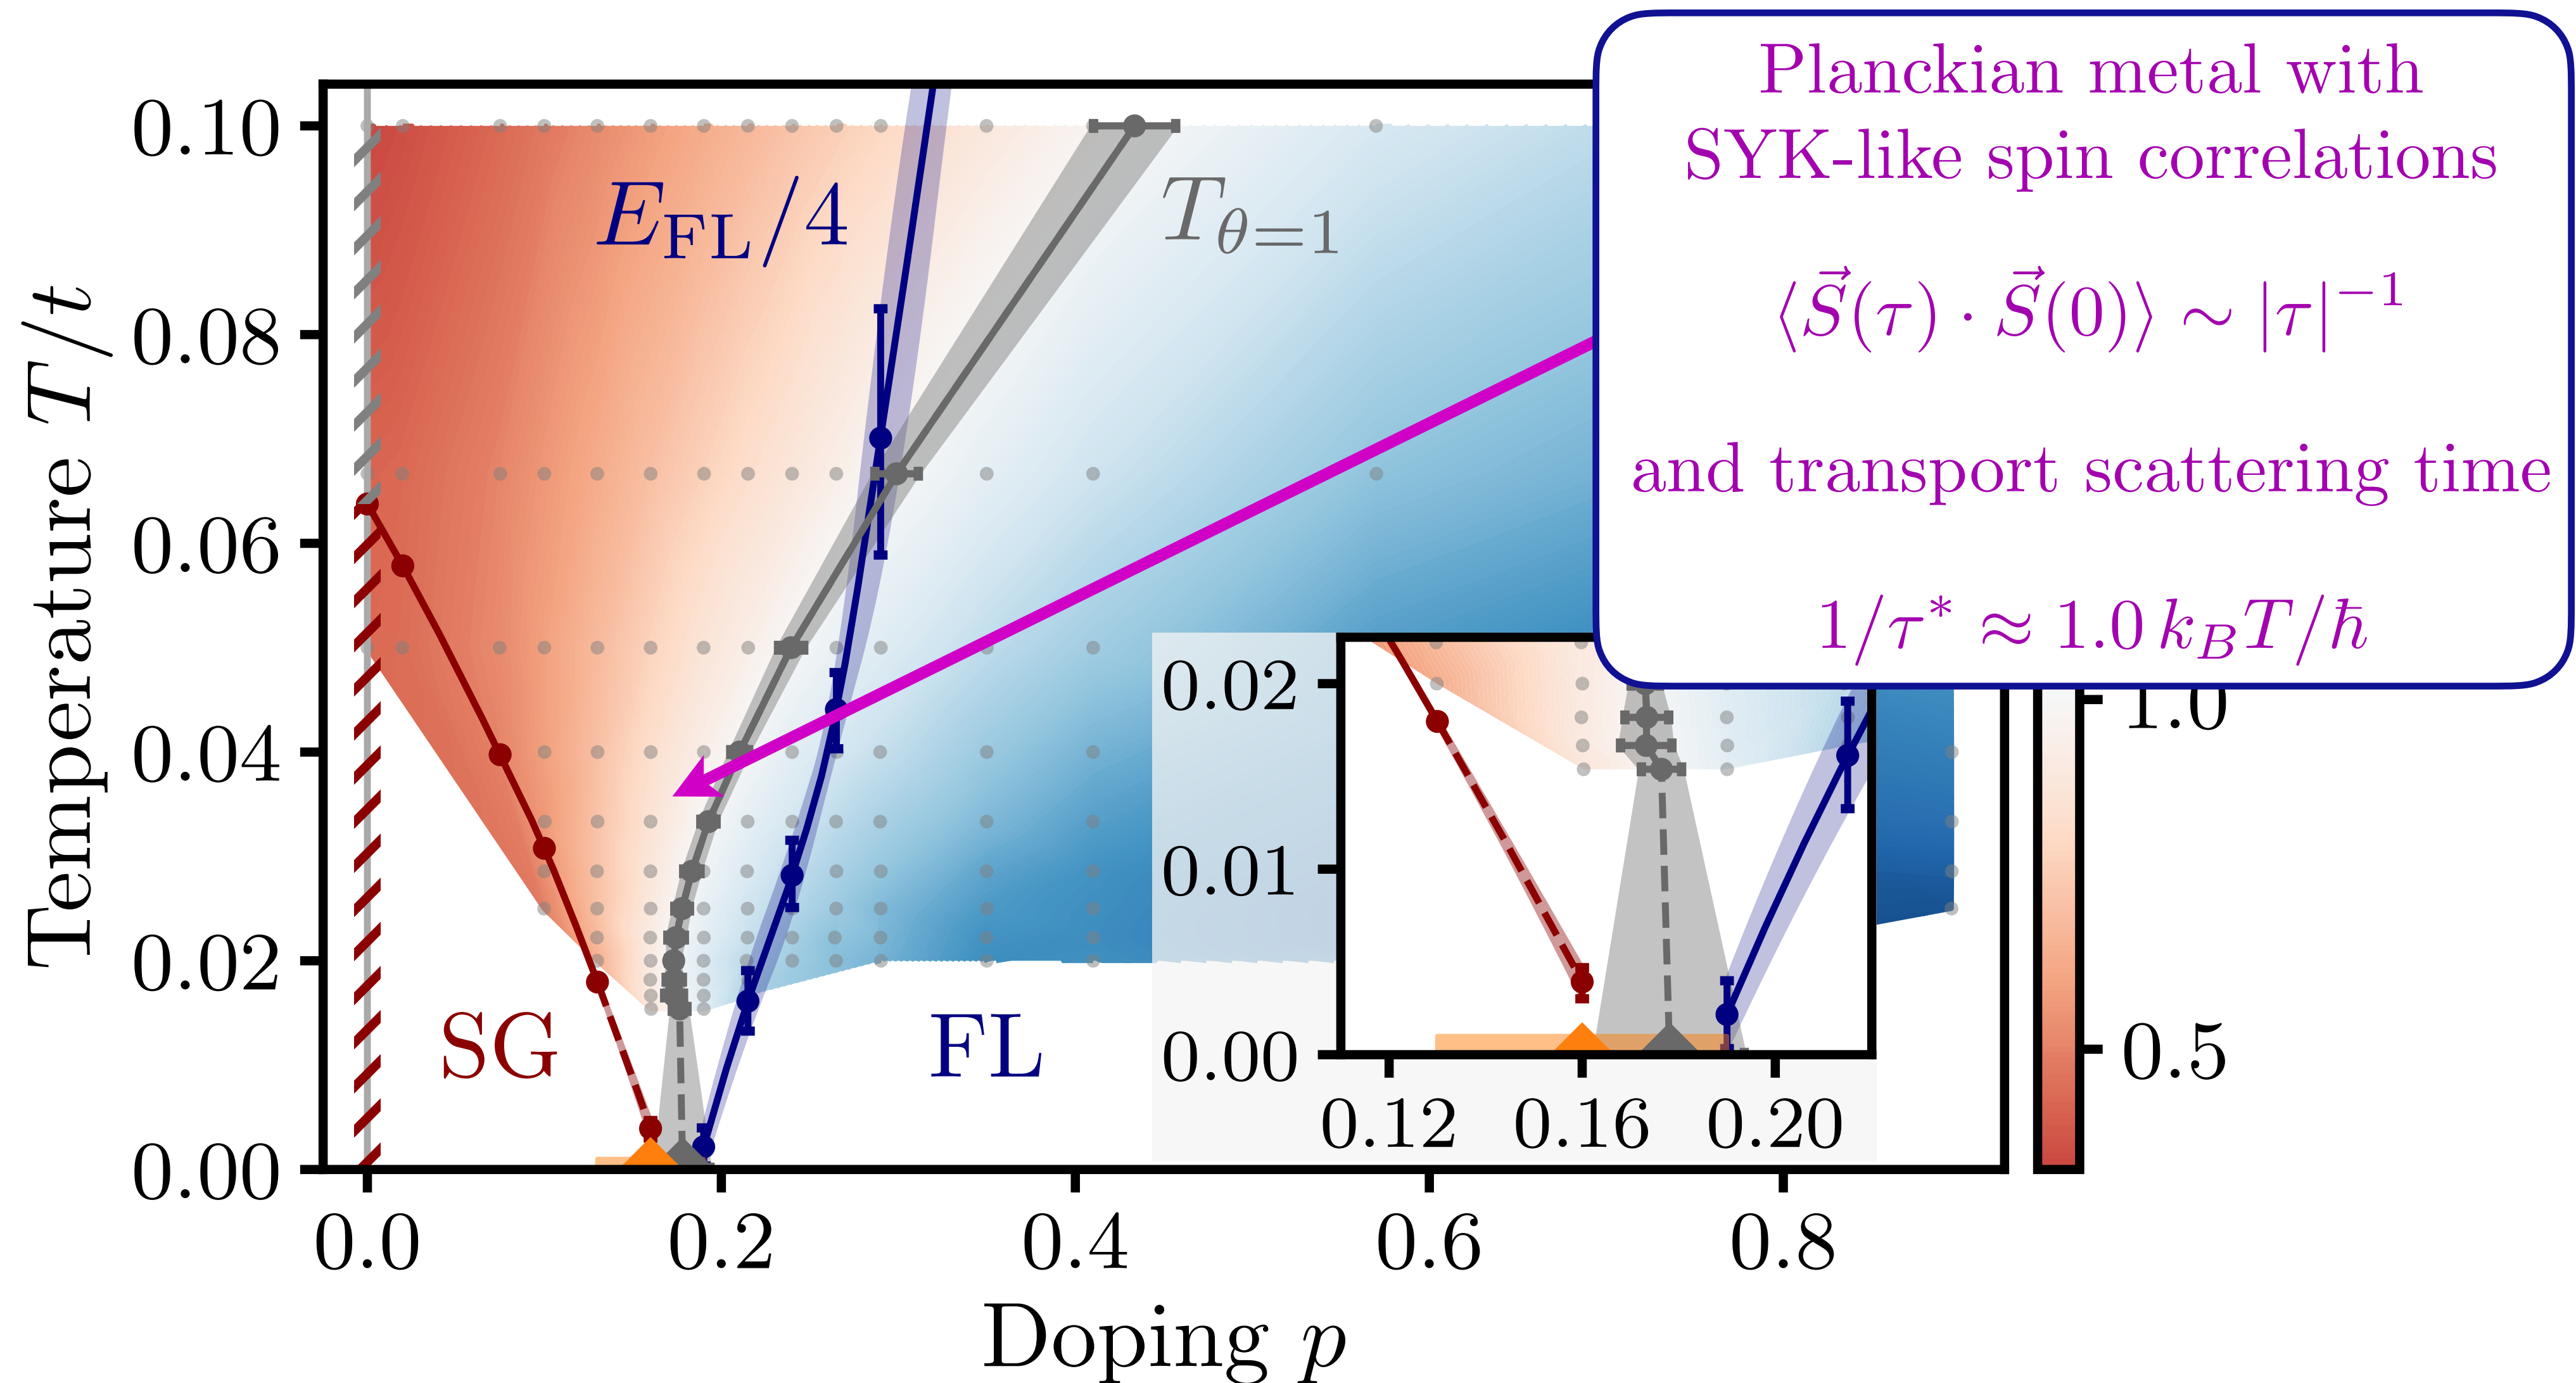 Planckian metal with
SYK-like spin correlations
⟨S⃗(τ) · S⃗(0)⟩ ∼ |τ|⁻¹
and transport scattering time
1/τ* ≈ 1.0 k_B T/ħ
Temperature T/t
0.10
0.08
0.06
0.04
0.02
0.00
E_FL/4
T_θ=1
SG
FL
0.02
0.01
0.00
0.12 0.16 0.20
1.0
0.5
0.0 0.2 0.4 0.6 0.8
Doping p